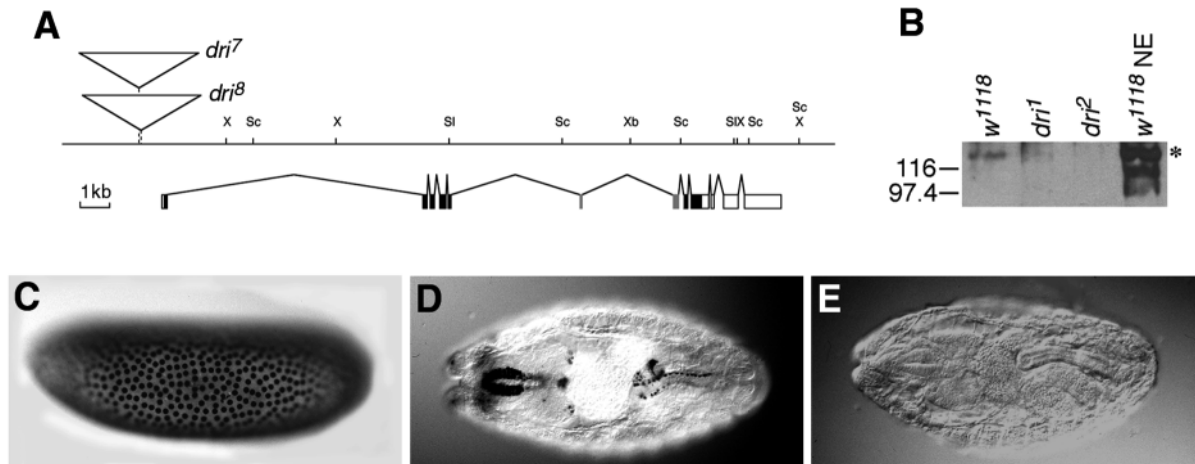 A
dri7
dri8
X Sc X Sl Sc Xb Sc SlX Sc Sc X
1kb
B
w1118 dri1 dri2 w1118 NE
116
97.4
*
C
D
E